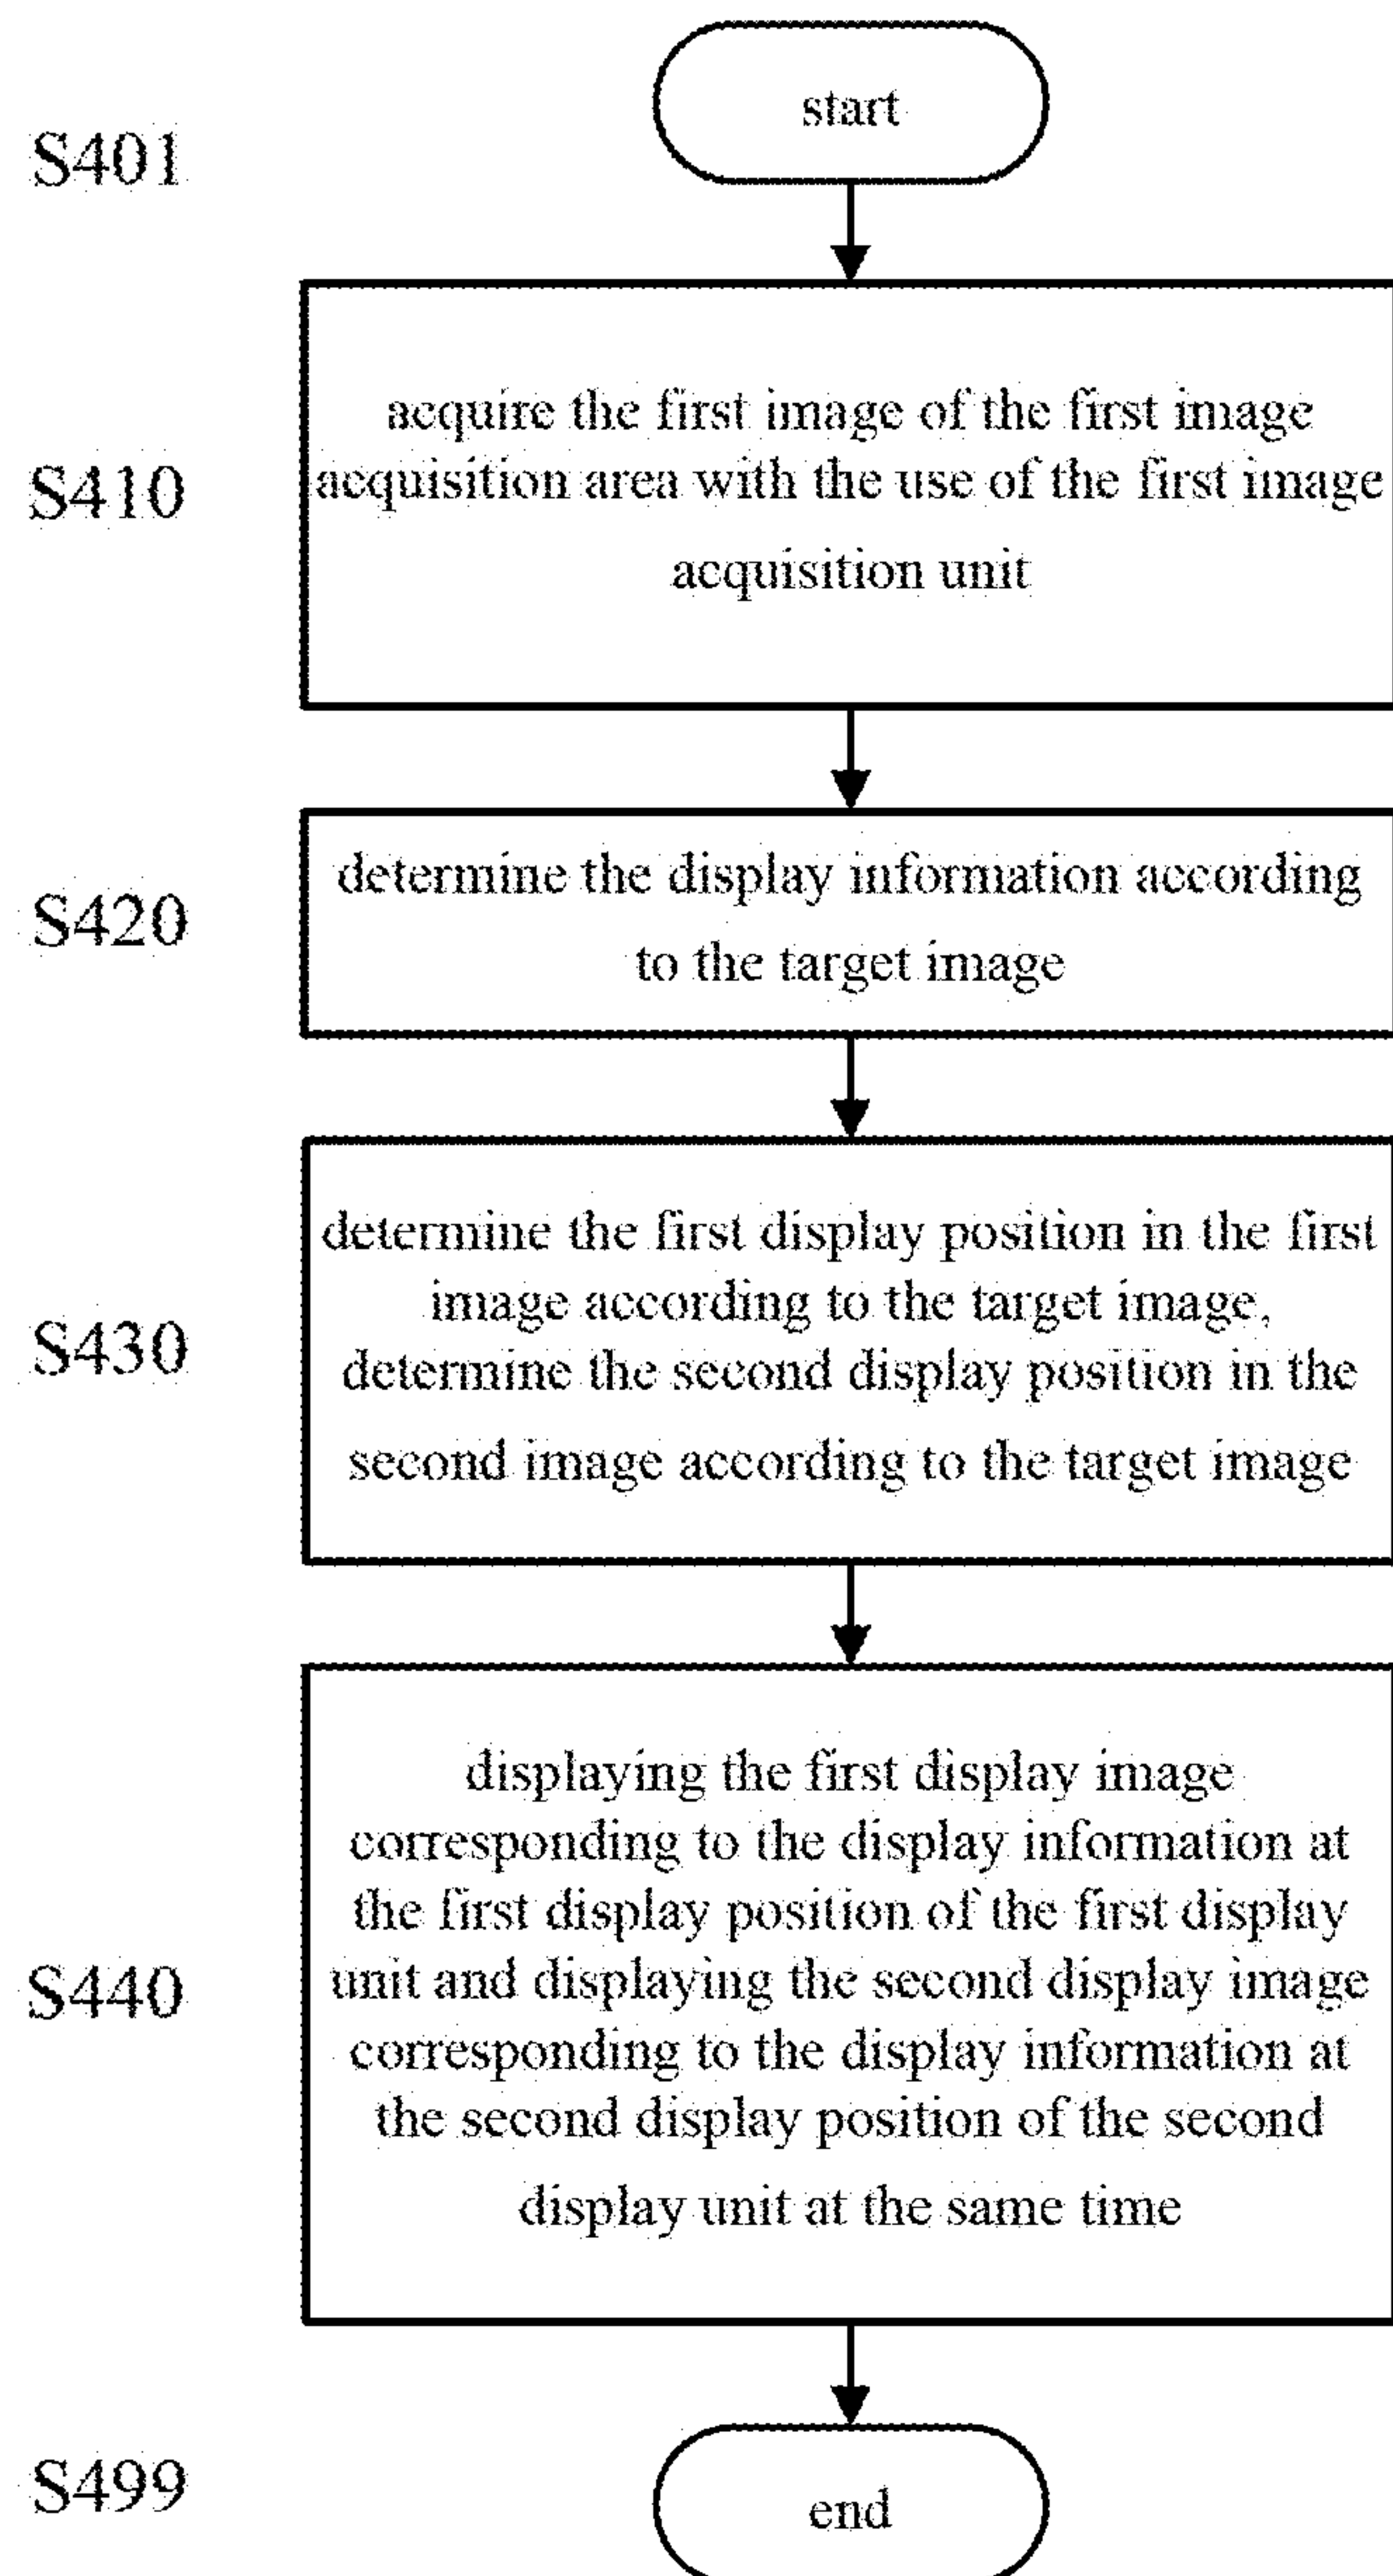 start
S401
acquire the first image of the first image
acquisition area with the use of the first image
S410
acquisition unit
determine the display information according
S420
to the target image
determine the first display position in the first
image according to the target image,
S430
determine the second display position in the
second image according to the target image
displaying the first display image
corresponding to the display information at
the first display position of the first display
S440
unit and displaying the second display image
corresponding to the display information at
the second display position of the second
display unit at the same time
S499
end